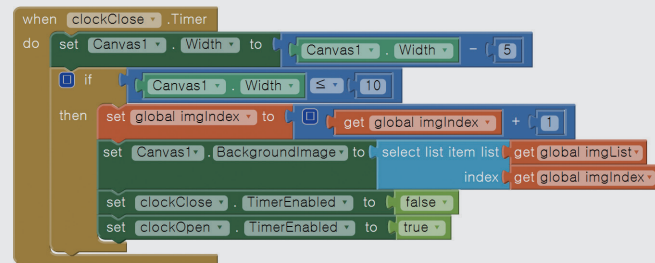 when clockClose .Timer
do set Canvas1 . Width to Canvas1 . Width - 5
if Canvas1 . Width ≤ 10
then set global imgIndex to get global imgIndex + 1
set Canvas1 . BackgroundImage to select list item list get global imgList
index get global imgIndex
set clockClose . TimerEnabled to false
set clockOpen . TimerEnabled to true